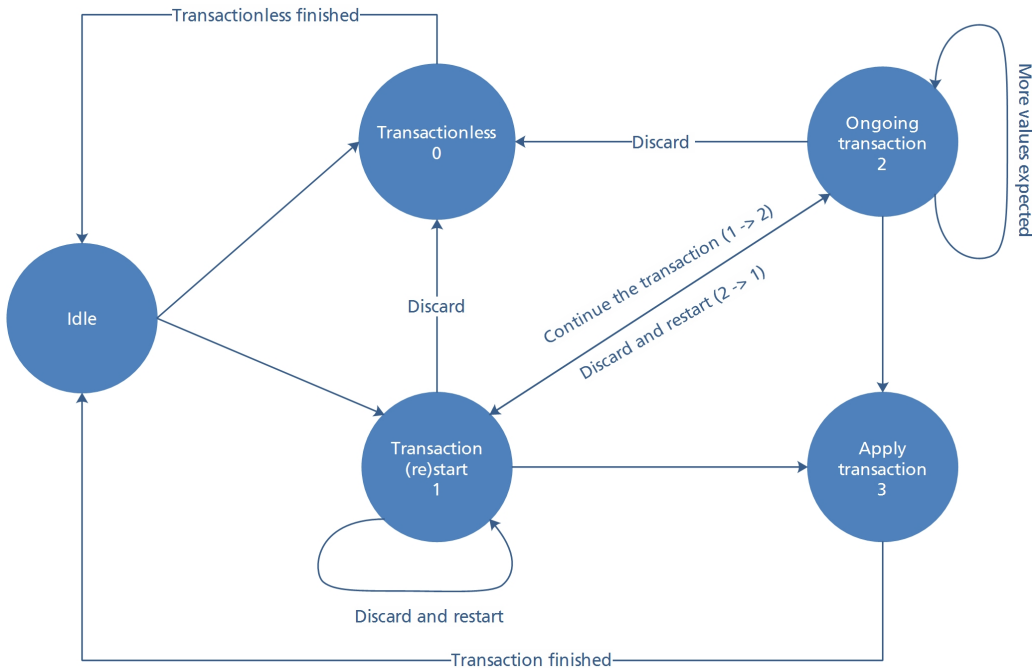 Transactionless finished
Transactionless
0
Ongoing
transaction
2
More values expected
Discard
Continue the transaction (1 -> 2)
Discard and restart (2 -> 1)
Idle
Discard
Transaction
(re)start
1
Apply
transaction
3
Discard and restart
Transaction finished